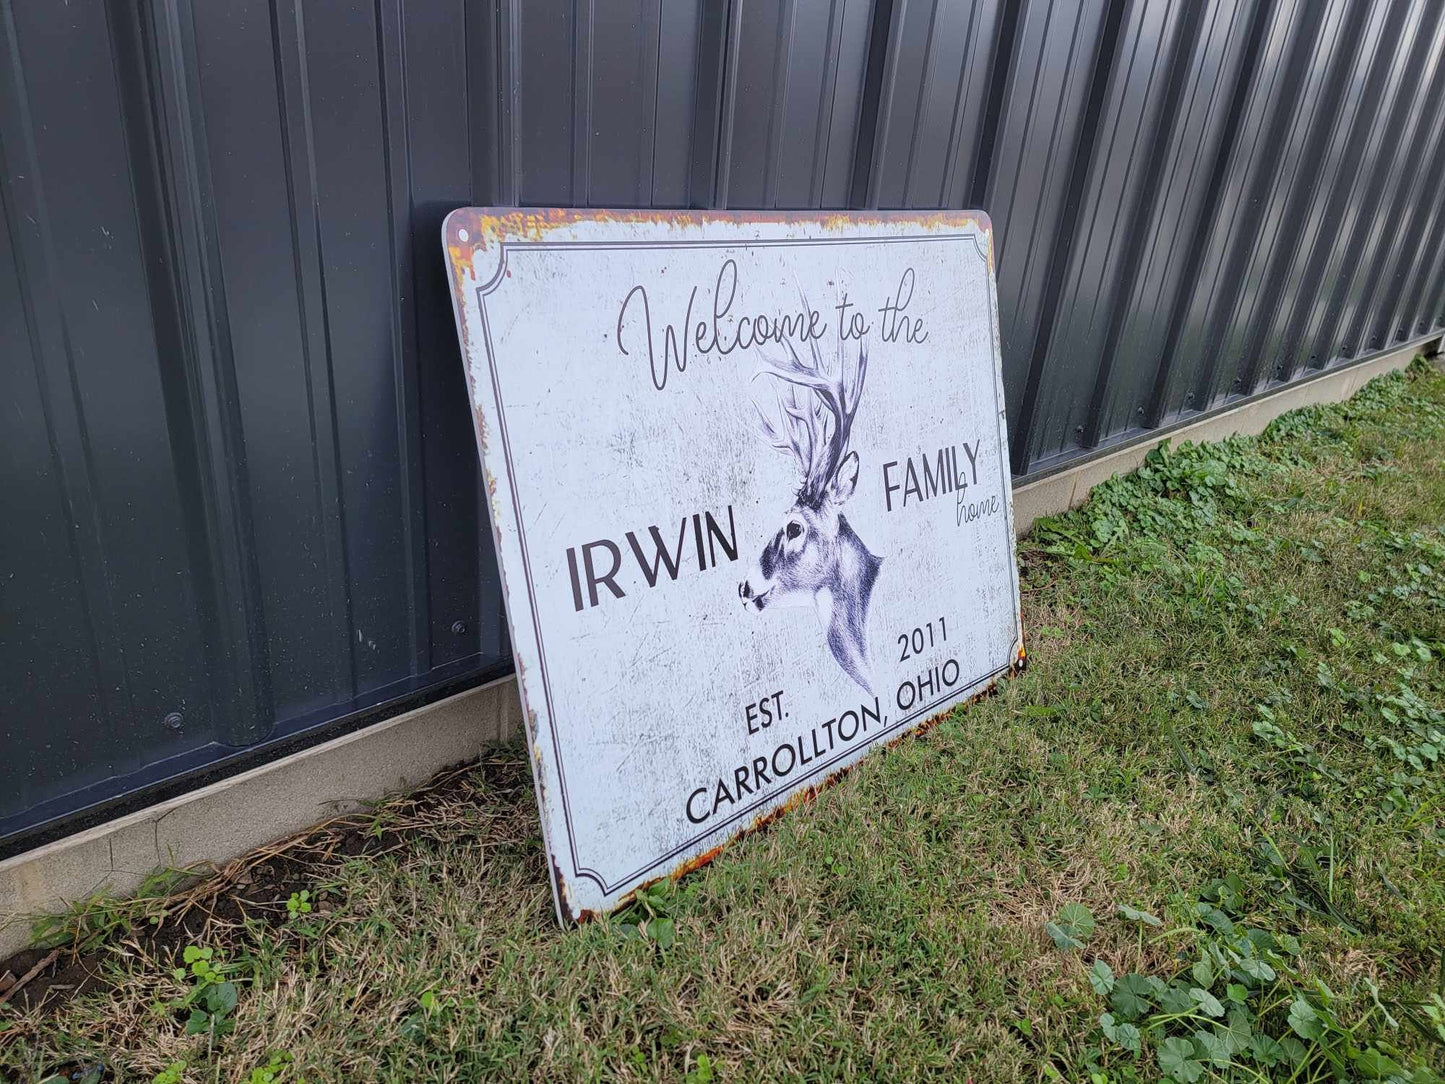 Welcome to the
IRWIN FAMILY
home
EST. 2011
CARROLLTON, OHIO